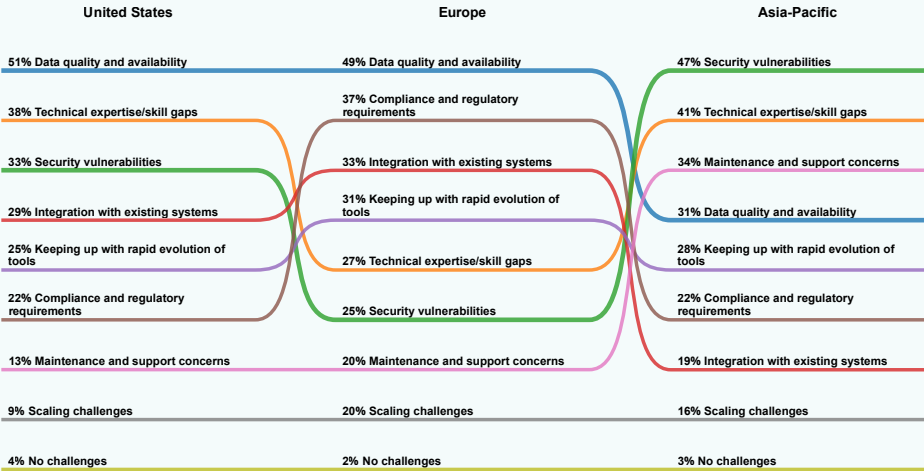 United States
Europe
Asia-Pacific
51% Data quality and availability
49% Data quality and availability
47% Security vulnerabilities
38% Technical expertise/skill gaps
37% Compliance and regulatory
requirements
41% Technical expertise/skill gaps
33% Security vulnerabilities
33% Integration with existing systems
34% Maintenance and support concerns
29% Integration with existing systems
31% Keeping up with rapid evolution of
tools
31% Data quality and availability
25% Keeping up with rapid evolution of
tools
27% Technical expertise/skill gaps
28% Keeping up with rapid evolution of
tools
22% Compliance and regulatory
requirements
25% Security vulnerabilities
22% Compliance and regulatory
requirements
13% Maintenance and support concerns
20% Maintenance and support concerns
19% Integration with existing systems
9% Scaling challenges
20% Scaling challenges
16% Scaling challenges
4% No challenges
2% No challenges
3% No challenges